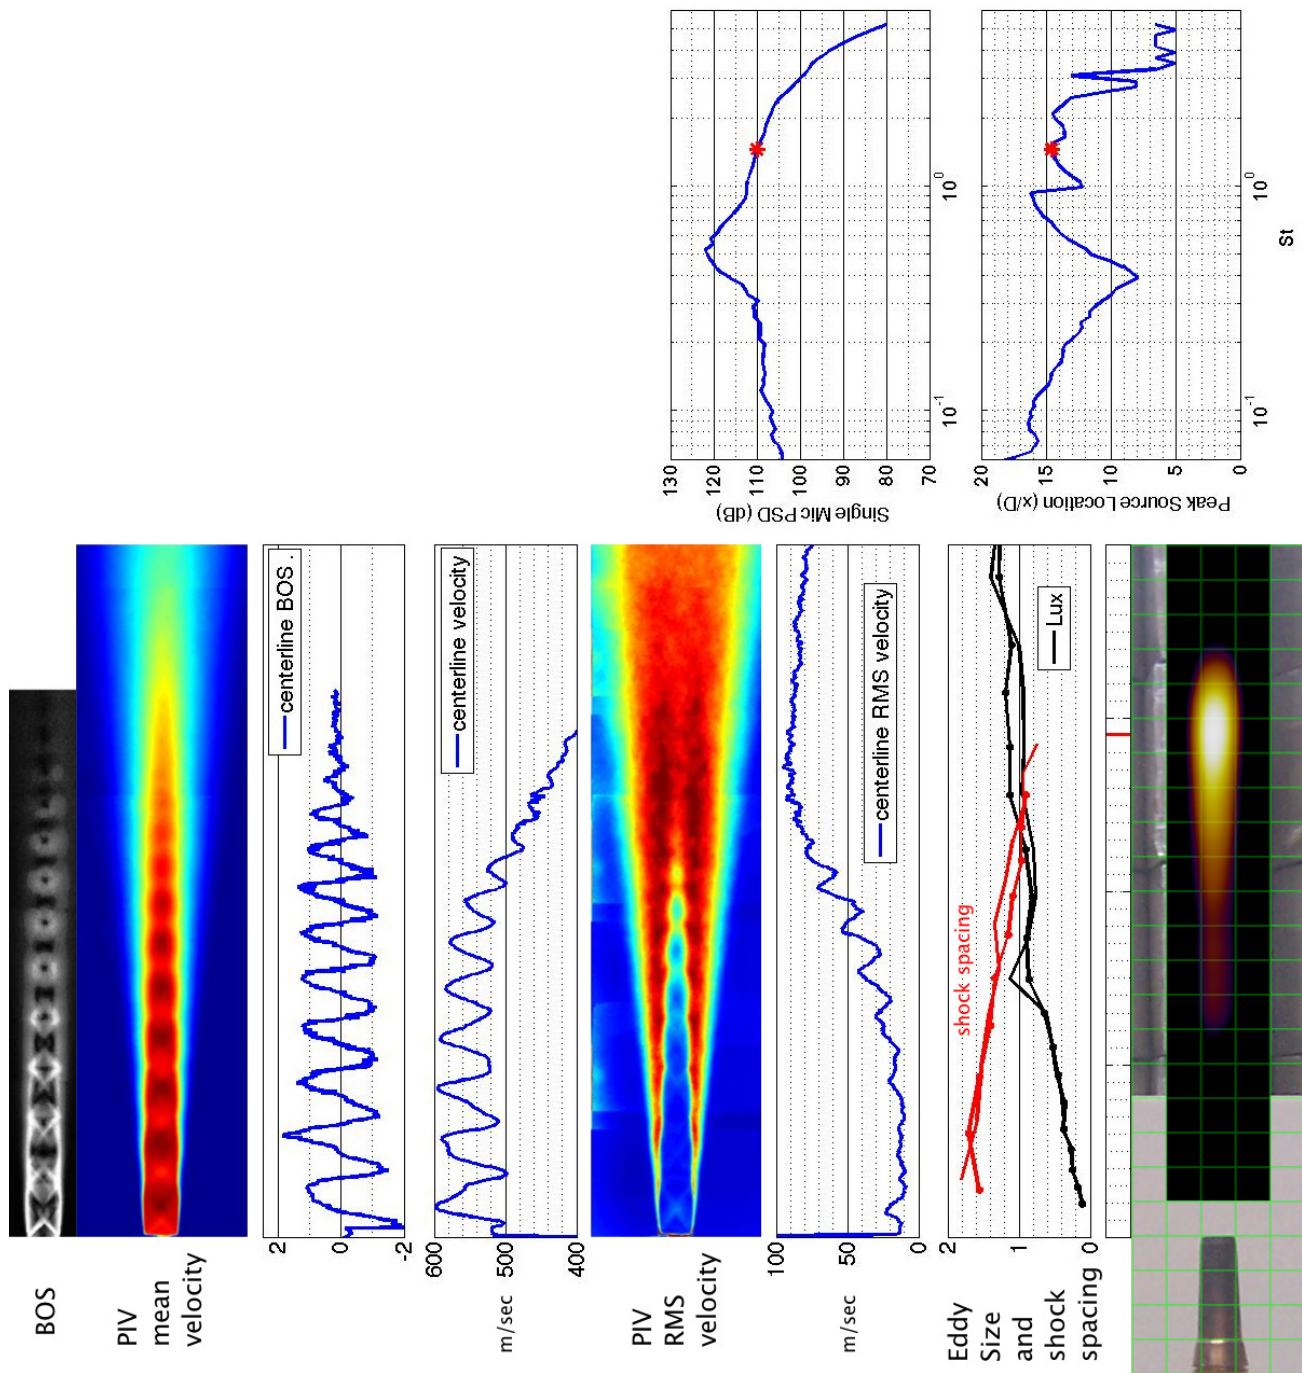 BOS
PIV
mean
velocity
2
0
-2
centerline BOS .
600
500
400
m/sec
centerline velocity
PIV
RMS
velocity
100
50
0
m/sec
centerline RMS velocity
Eddy
Size
and
shock
spacing
2
1
0
shock spacing
Lux
130
120
110
100
90
80
70
Single Mic PSD (dB)
10⁻¹
10⁰
20
15
10
5
0
Peak Source Location (x/D)
10⁻¹
10⁰
St